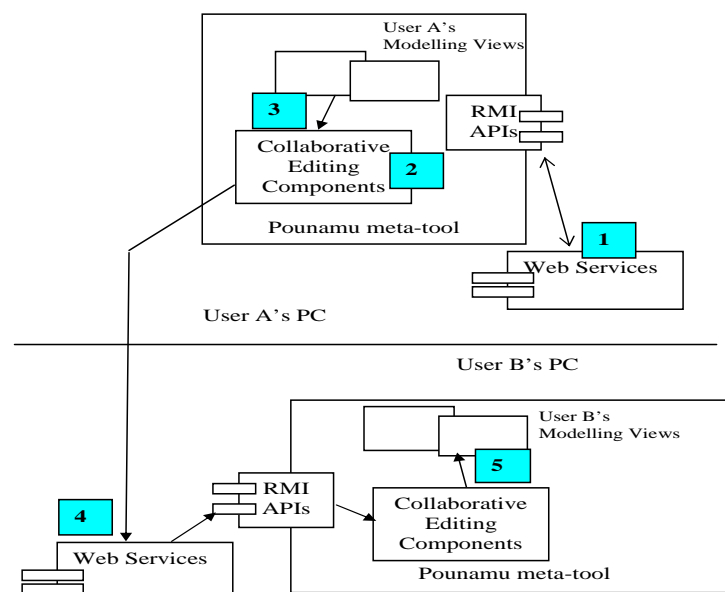 User A's
Modelling Views
3
RMI
APIs
Collaborative
Editing
Components
2
Pounamu meta-tool
1
Web Services
User A's PC
User B's PC
User B's
Modelling Views
5
RMI
APIs
Collaborative
Editing
Components
4
Web Services
Pounamu meta-tool